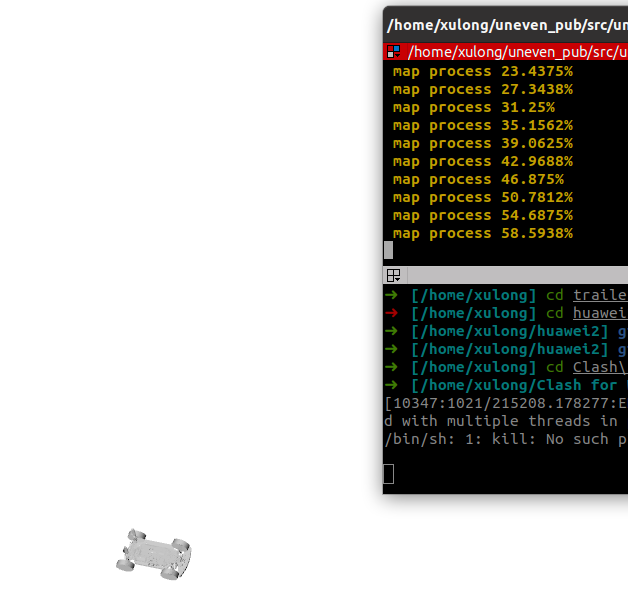 /home/xulong/uneven_pub/src/un
/home/xulong/uneven_pub/src/u
map process 23.4375%
map process 27.3438%
map process 31.25%
map process 35.1562%
map process 39.0625%
map process 42.9688%
map process 46.875%
map process 50.7812%
map process 54.6875%
map process 58.5938%
➜ [/home/xulong] cd traile
➜ [/home/xulong] cd huawei
➜ [/home/xulong/huawei2] g
➜ [/home/xulong/huawei2] g
➜ [/home/xulong] cd Clash\
➜ [/home/xulong/Clash for
[10347:1021/215208.178277:E
d with multiple threads in
/bin/sh: 1: kill: No such p